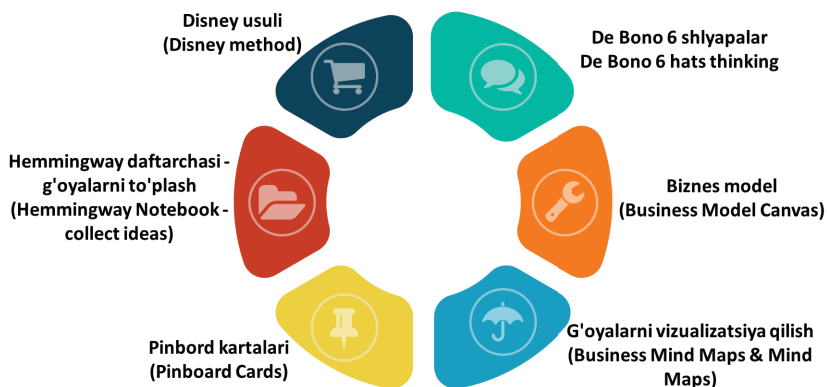 Disney usuli
(Disney method)
De Bono 6 shlyapalar
De Bono 6 hats thinking
Hemmingway daftarchasi -
g'oyalarni to'plash
(Hemmingway Notebook -
collect ideas)
Biznes model
(Business Model Canvas)
Pinbord kartalari
(Pinboard Cards)
G'oyalarni vizualizatsiya qilish
(Business Mind Maps & Mind
Maps)